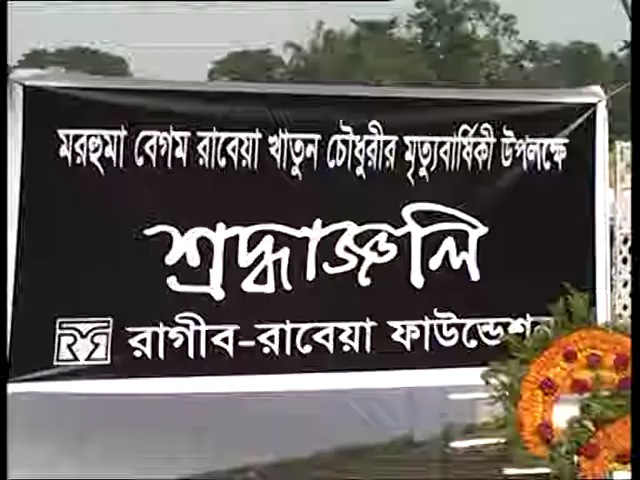 মরহুমা বেগম রাবেয়া খাতুন চৌধুরীর মৃত্যুবার্ষিকী উপলক্ষে
শ্রদ্ধাঞ্জলি
রাগীব-রাবেয়া ফাউন্ডেশন